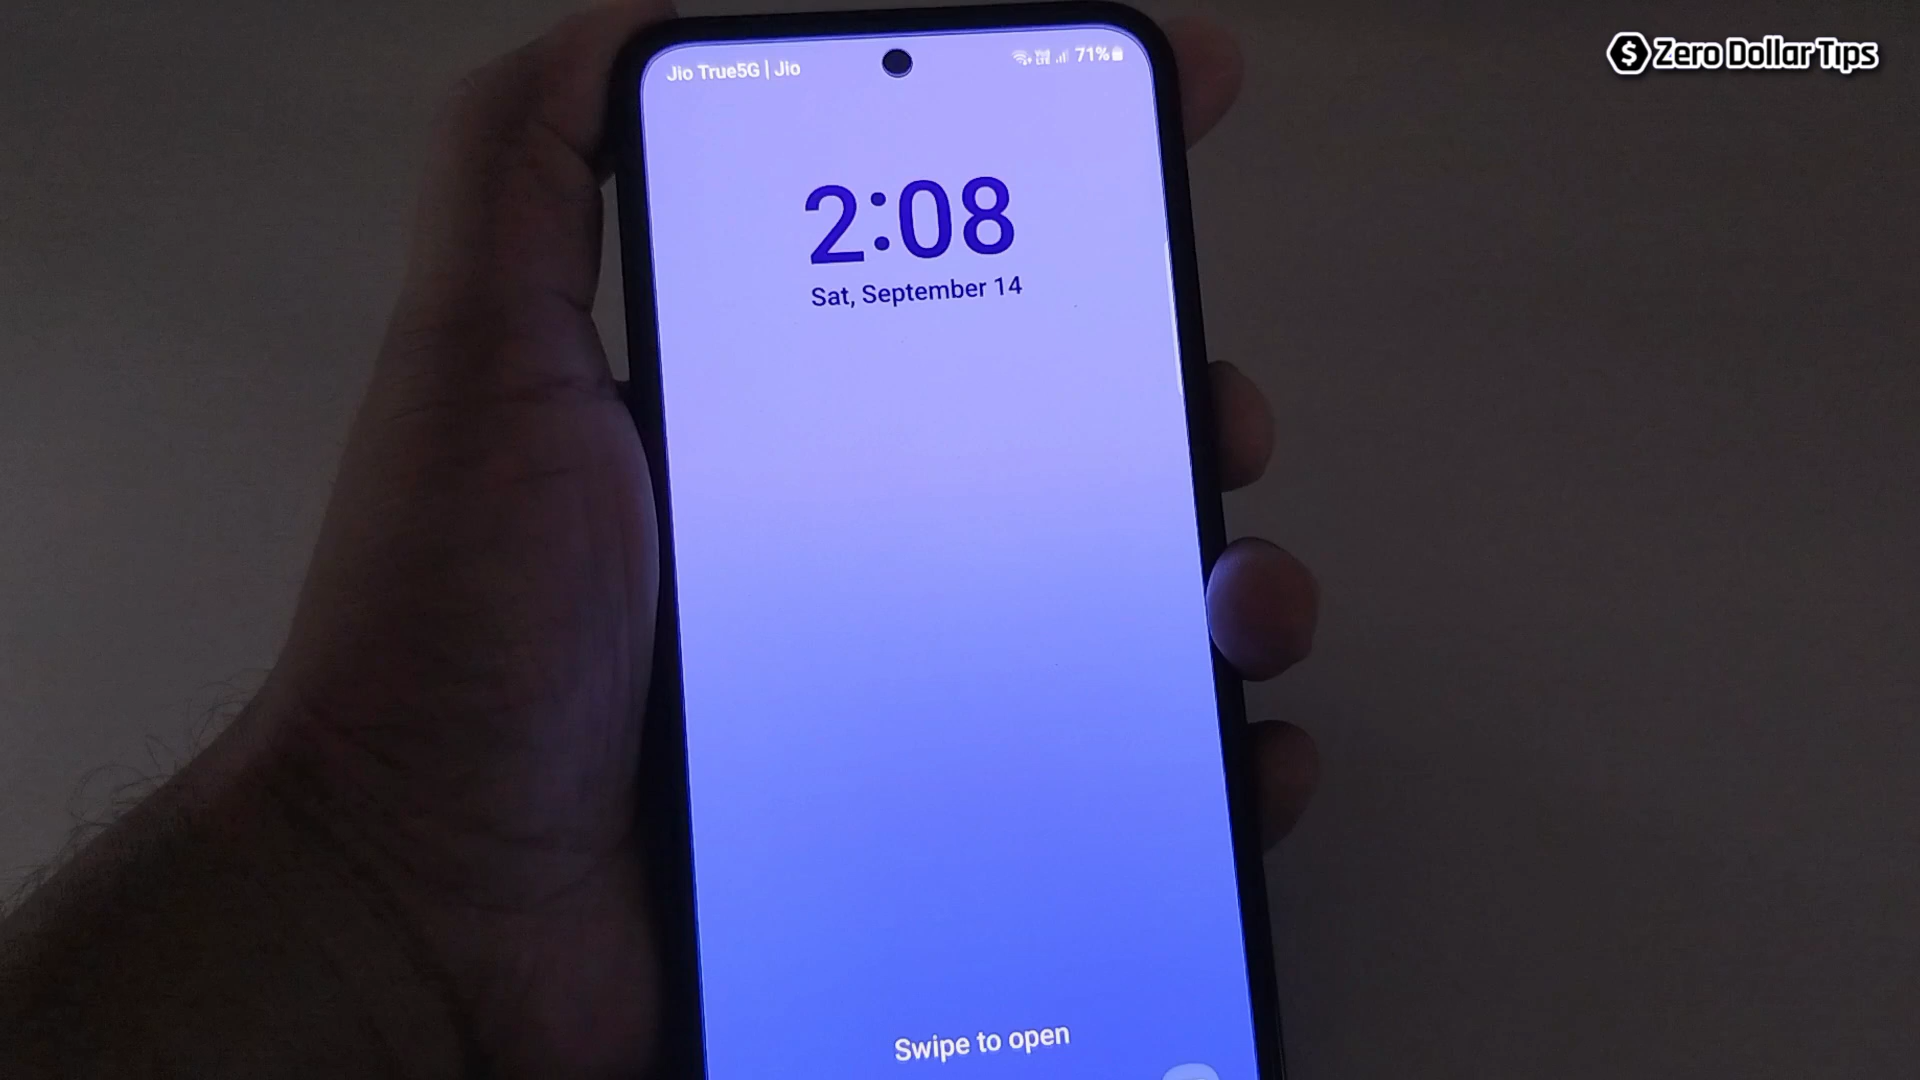 Jio True5G | Jio
71%
Zero Dollar Tips
2:08
Sat, September 14
Swipe to open